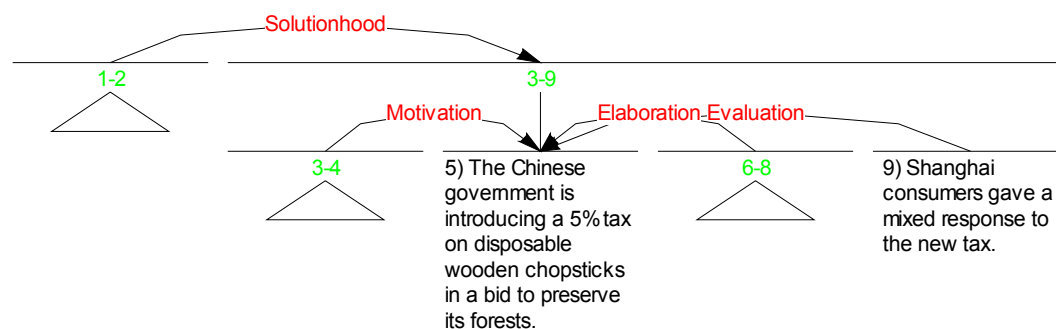 Solutionhood
1-2
3-9
Motivation
Elaboration
Evaluation
3-4
5) The Chinese
government is
introducing a 5% tax
on disposable
wooden chopsticks
in a bid to preserve
its forests.
6-8
9) Shanghai
consumers gave a
mixed response to
the new tax.